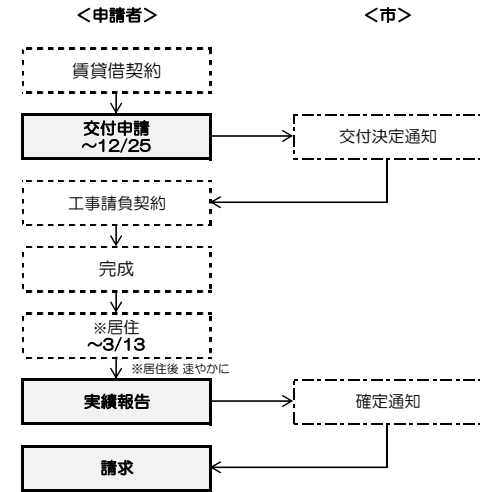 ＜申請者＞
＜市＞
賃貸借契約
交付申請
～12/25
交付決定通知
工事請負契約
完成
※居住
～3/13
※居住後 速やかに
実績報告
確定通知
請求